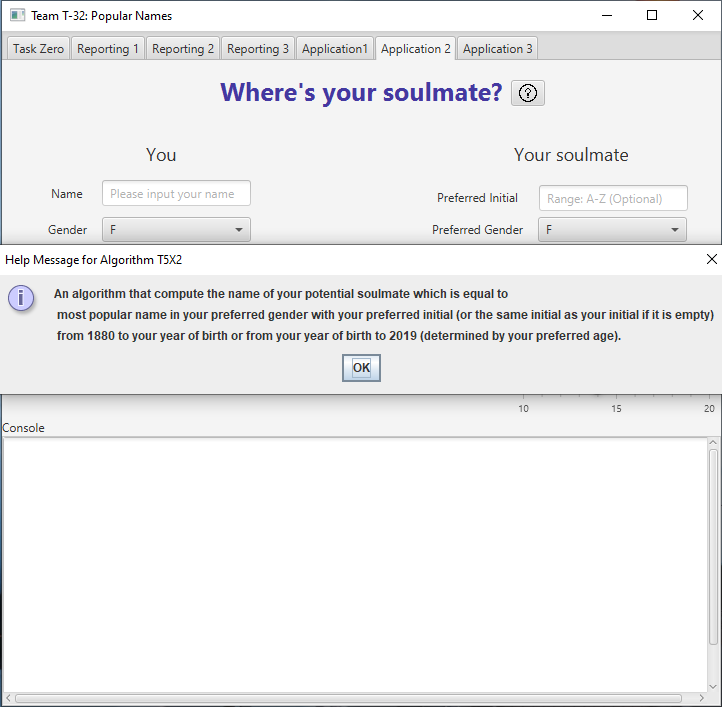 Team T-32: Popular Names
Task Zero Reporting 1 Reporting 2 Reporting 3 Application1 Application 2 Application 3
Where's your soulmate? ?
You Your soulmate
Name Please input your name Preferred Initial Range: A-Z (Optional)
Gender F Preferred Gender F
Help Message for Algorithm T5X2
An algorithm that compute the name of your potential soulmate which is equal to
most popular name in your preferred gender with your preferred initial (or the same initial as your initial if it is empty)
from 1880 to your year of birth or from your year of birth to 2019 (determined by your preferred age).
OK
10 15 20
Console